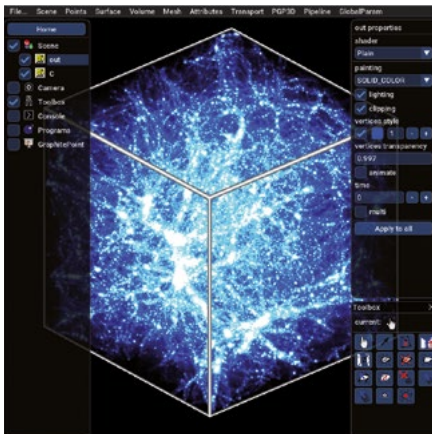 File... Scene Points Surface Volume Mesh Attributes Transport PGP3D Pipeline GlobalParam
Home
Scene
out
C
Camera
Toolbox
Console
Programs
GraphitePoint
out properties
shader
Plain
painting
SOLID_COLOR
lighting
clipping
vertices style
1 - +
vertices transparency
0.997
animate
time
0 - +
multi
Apply to all
Toolbox X
current: